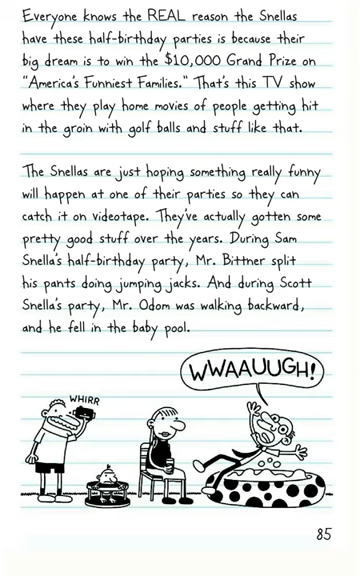 Everyone knows the REAL reason the Snellas
have these half-birthday parties is because their
big dream is to win the $10,000 Grand Prize on
"America's Funniest Families." That's this TV show
where they play home movies of people getting hit
in the groin with golf balls and stuff like that.
The Snellas are just hoping something really funny
will happen at one of their parties so they can
catch it on videotape. They've actually gotten some
pretty good stuff over the years. During Sam
Snella's half-birthday party, Mr. Bittner split
his pants doing jumping jacks. And during Scott
Snella's party, Mr. Odom was walking backward,
and he fell in the baby pool.
WWAAUUGH!
WHIRR
85